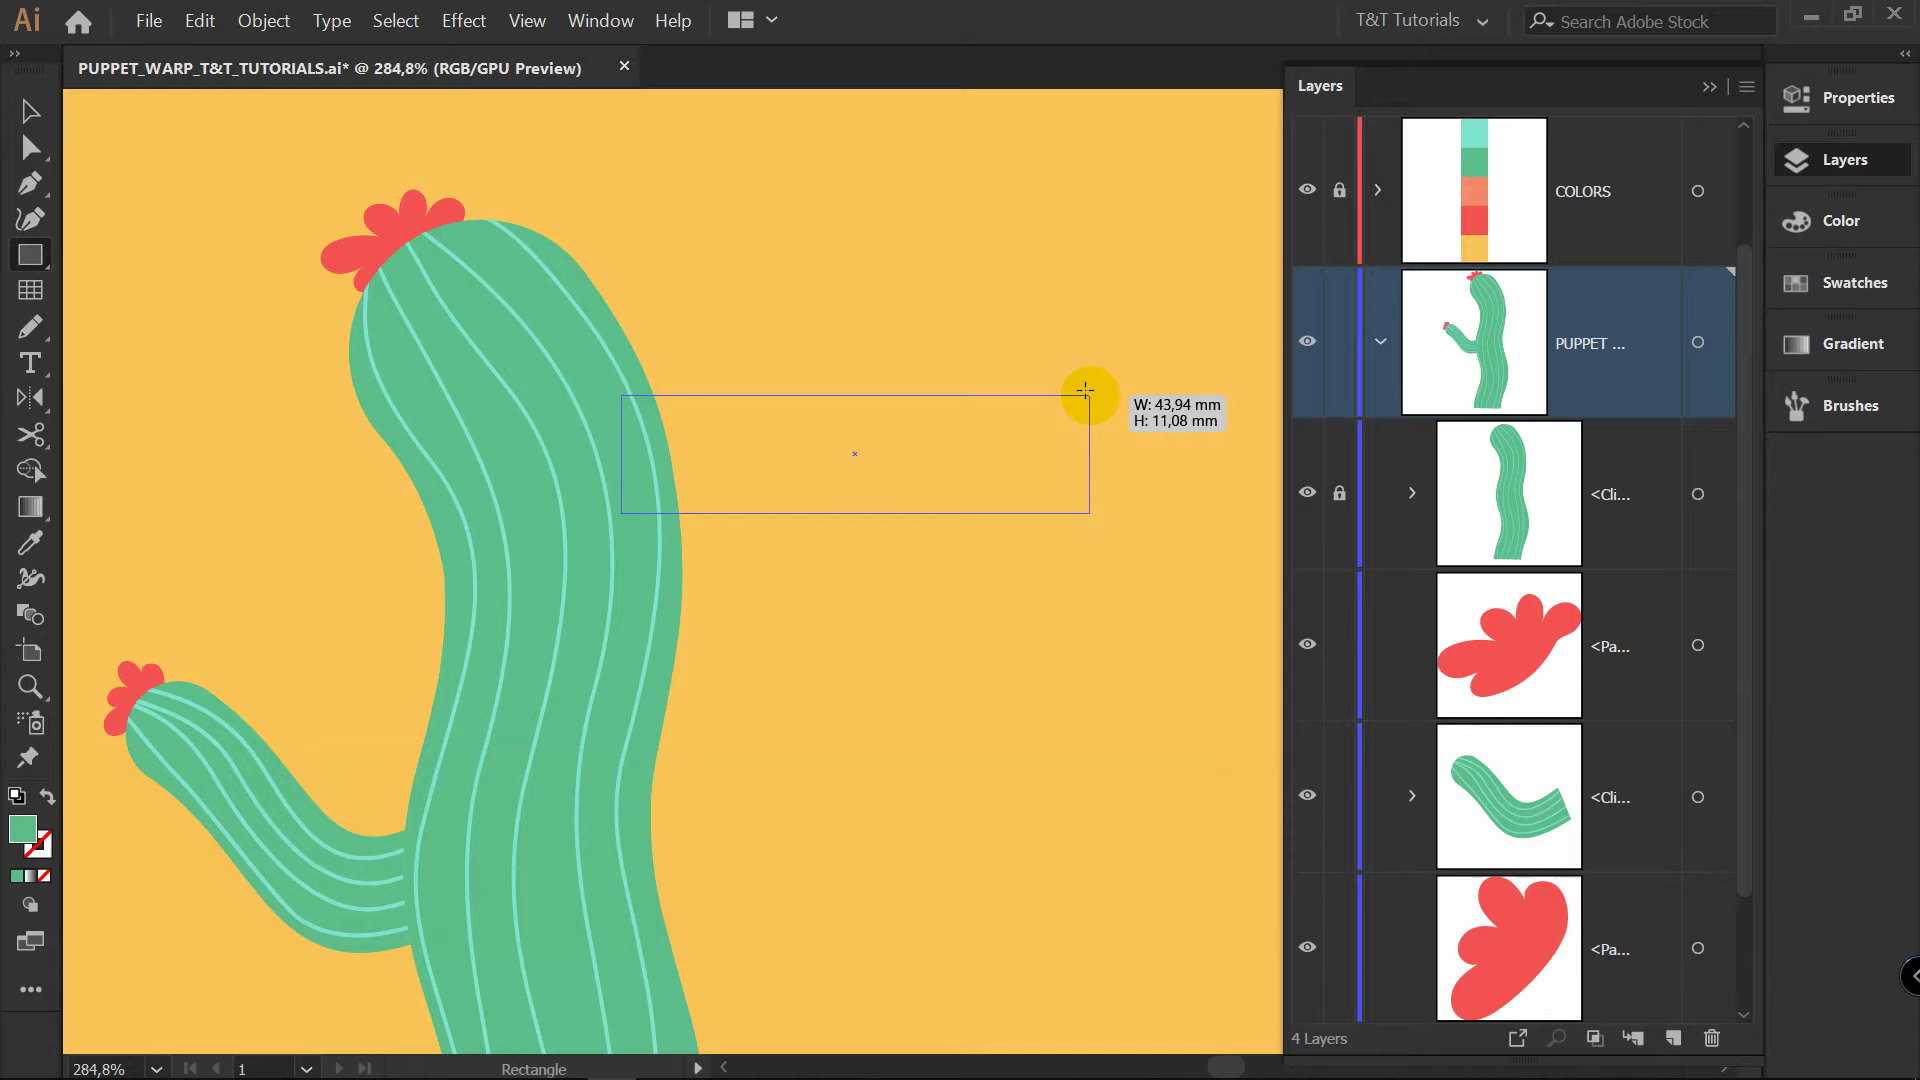 Ai File Edit Object Type Select Effect View Window Help T&T Tutorials Search Adobe Stock
PUPPET_WARP_T&T_TUTORIALS.ai* @ 284,8% (RGB/GPU Preview)
Layers
COLORS
PUPPET ...
<Cli...
<Pa...
<Cli...
<Pa...
4 Layers
Properties
Layers
Color
Swatches
Gradient
Brushes
W: 43,94 mm
H: 11,08 mm
284,8% 1 Rectangle